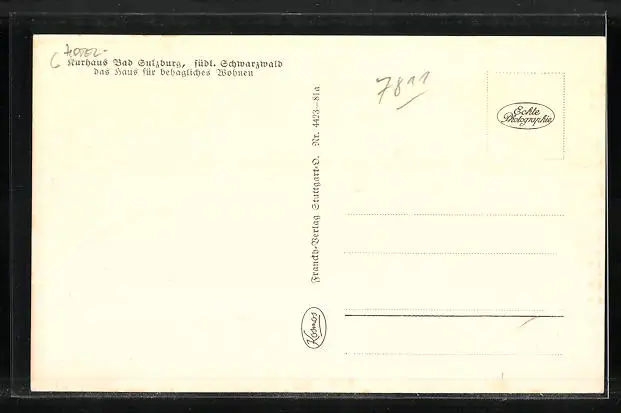 HOTEL-
Kurhaus Bad Sulzburg, südl. Schwarzwald
das Haus für behagliches Wohnen
7811
Echte
Photographie
Franckh-Verlag Stuttgart-O. Nr. 4423—81a
Kosmos